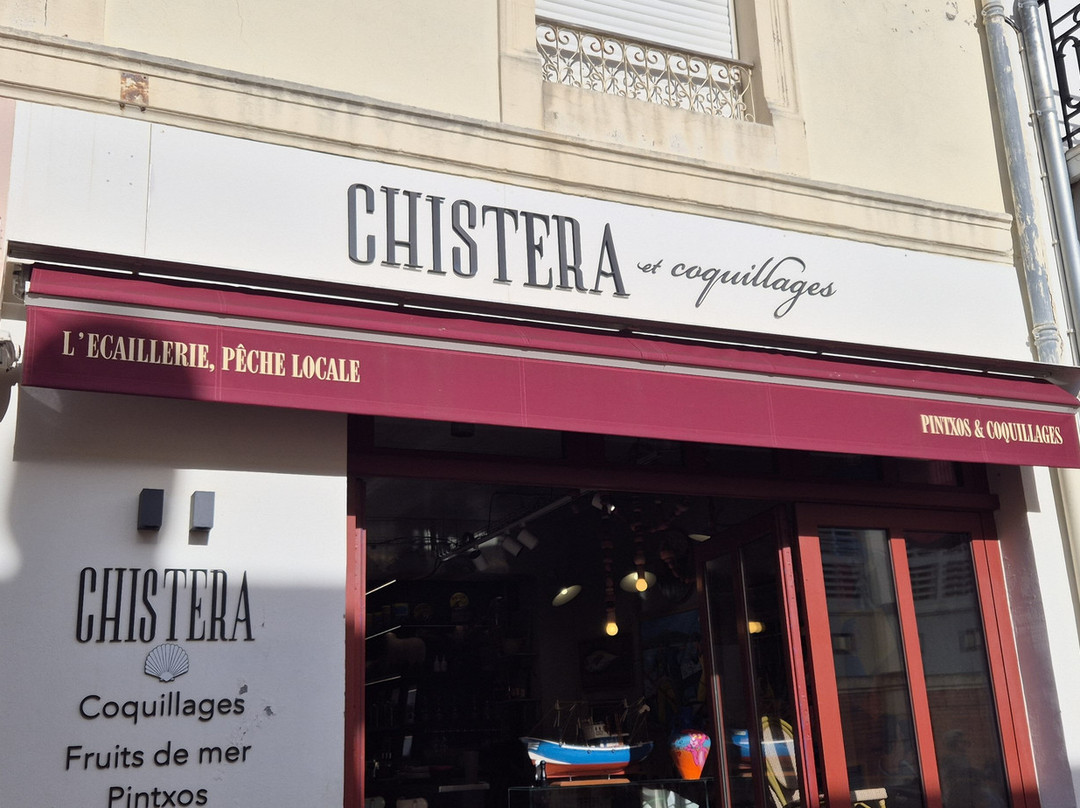 CHISTERA et coquillages
L'ECAILLERIE, PÊCHE LOCALE
PINTXOS & COQUILLAGES
CHISTERA
Coquillages
Fruits de mer
Pintxos